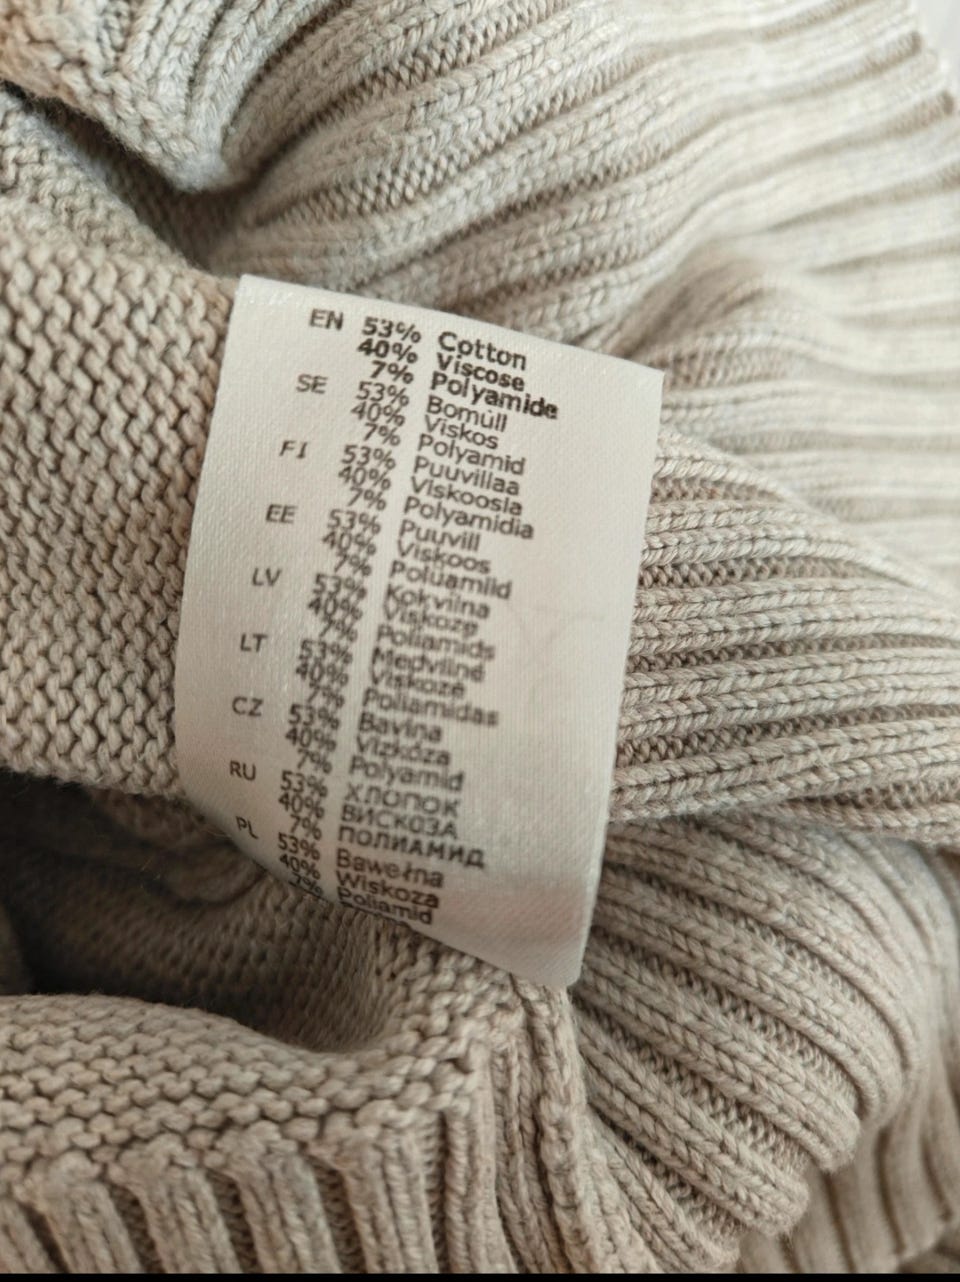 EN 53% Cotton
40% Viscose
7% Polyamide
SE 53% Bomull
40% Viskos
7% Polyamid
FI 53% Puuvillaa
40% Viskoosia
7% Polyamidia
EE 53% Puuvill
40% Viskoos
7% Polüamiid
LV 53% Kokvilna
40% Viskoze
7% Poliamids
LT 53% Medvilnė
40% Viskozė
7% Poliamidas
CZ 53% Bavlna
40% Vizkóza
7% Polyamid
RU 53% ХЛОПОК
40% ВИСКОЗА
7% ПОЛИАМИД
PL 53% Bawełna
40% Wiskoza
7% Poliamid